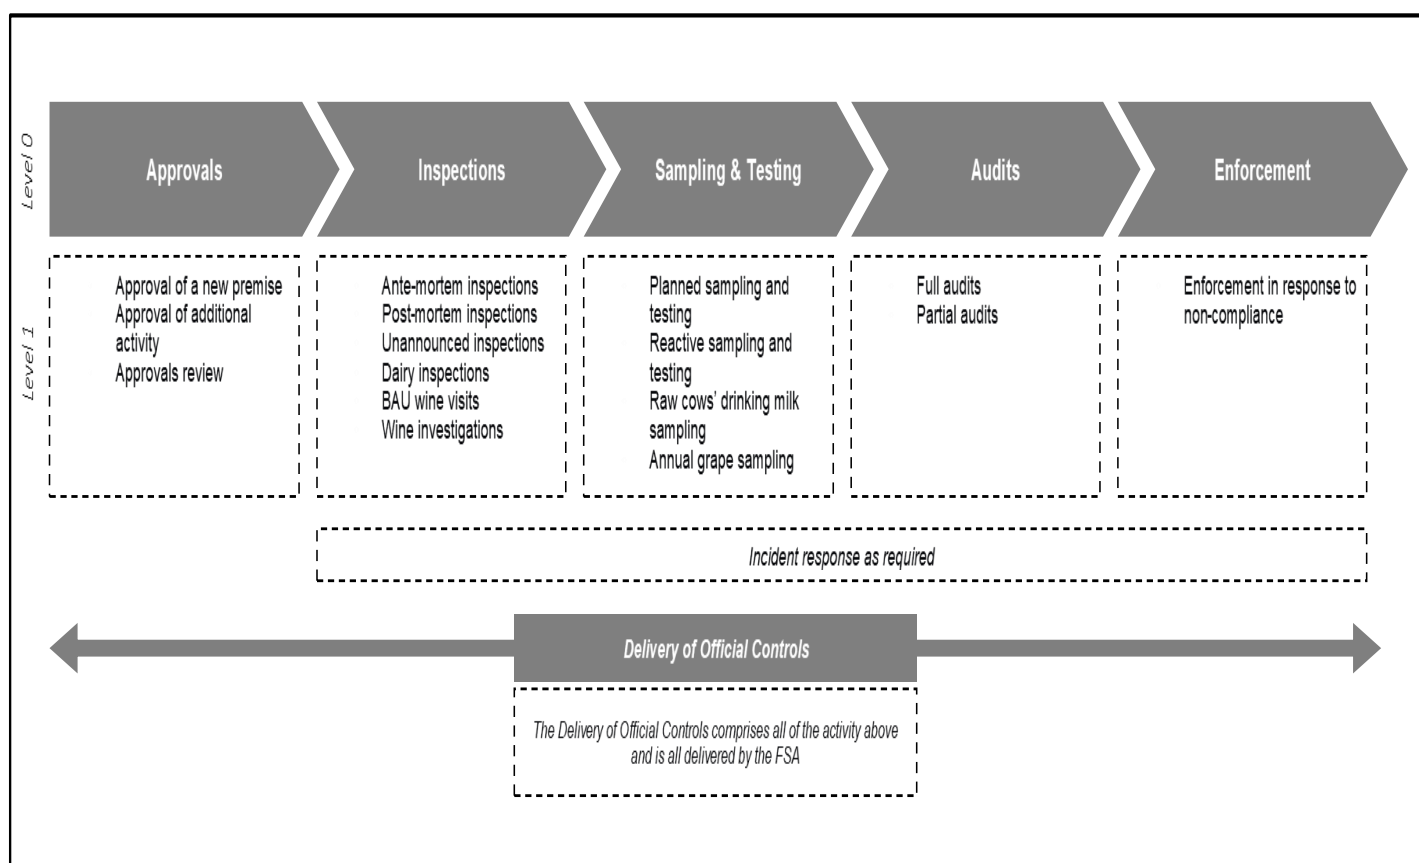 Level 0
Approvals
Inspections
Sampling & Testing
Audits
Enforcement
Level 1
Approval of a new premise
Approval of additional
activity
Approvals review
Ante-mortem inspections
Post-mortem inspections
Unannounced inspections
Dairy inspections
BAU wine visits
Wine investigations
Planned sampling and
testing
Reactive sampling and
testing
Raw cows’ drinking milk
sampling
Annual grape sampling
Full audits
Partial audits
Enforcement in response to
non-compliance
Incident response as required
Delivery of Official Controls
The Delivery of Official Controls comprises all of the activity above
and is all delivered by the FSA